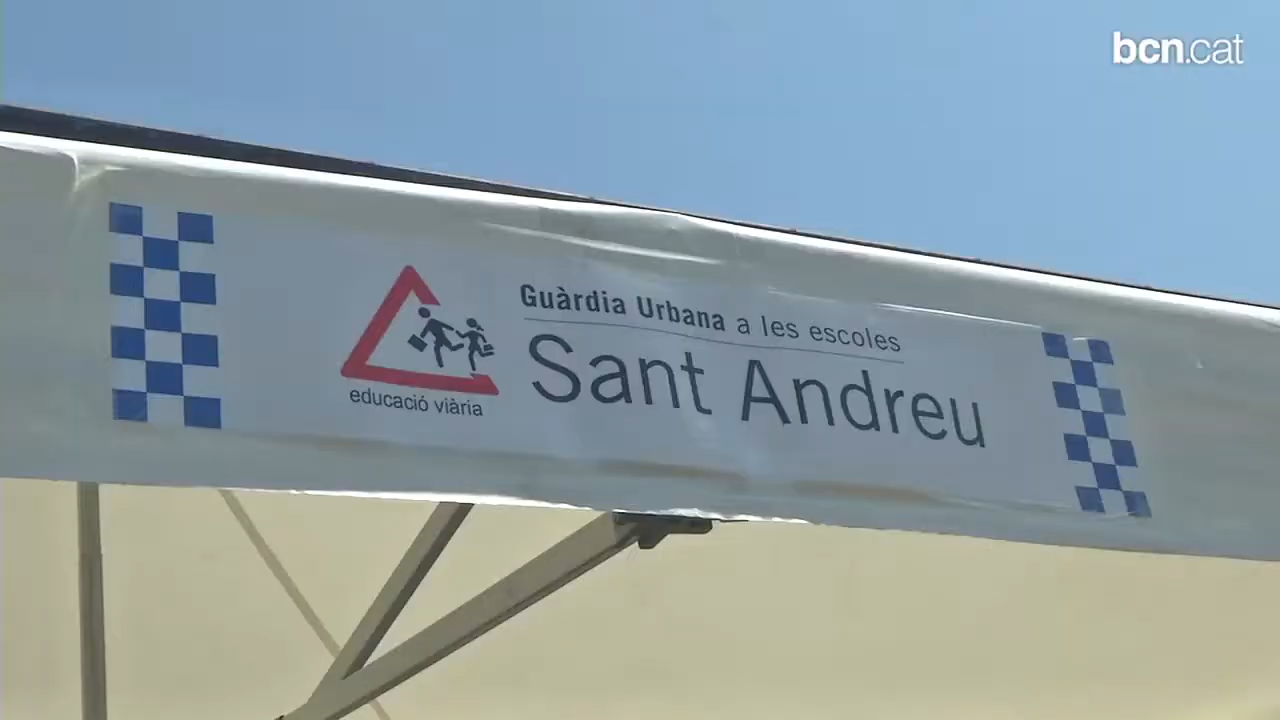 bcn.cat
Guàrdia Urbana a les escoles
Sant Andreu
educació viària